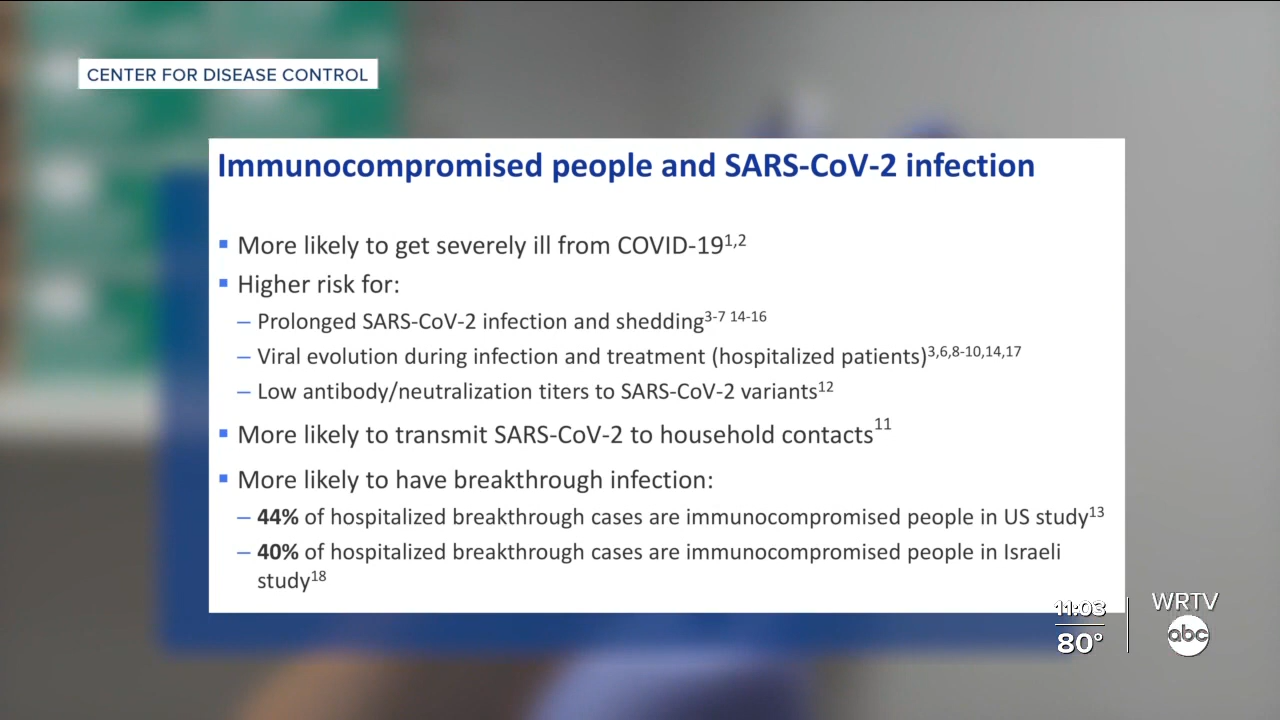 CENTER FOR DISEASE CONTROL
Immunocompromised people and SARS-CoV-2 infection
▪ More likely to get severely ill from COVID-19¹,²
▪ Higher risk for:
– Prolonged SARS-CoV-2 infection and shedding³⁻⁷ ¹⁴⁻¹⁶
– Viral evolution during infection and treatment (hospitalized patients)³,⁶,⁸⁻¹⁰,¹⁴,¹⁷
– Low antibody/neutralization titers to SARS-CoV-2 variants¹²
▪ More likely to transmit SARS-CoV-2 to household contacts¹¹
▪ More likely to have breakthrough infection:
– 44% of hospitalized breakthrough cases are immunocompromised people in US study¹³
– 40% of hospitalized breakthrough cases are immunocompromised people in Israeli
study¹⁸
11:03
80°
WRTV
abc